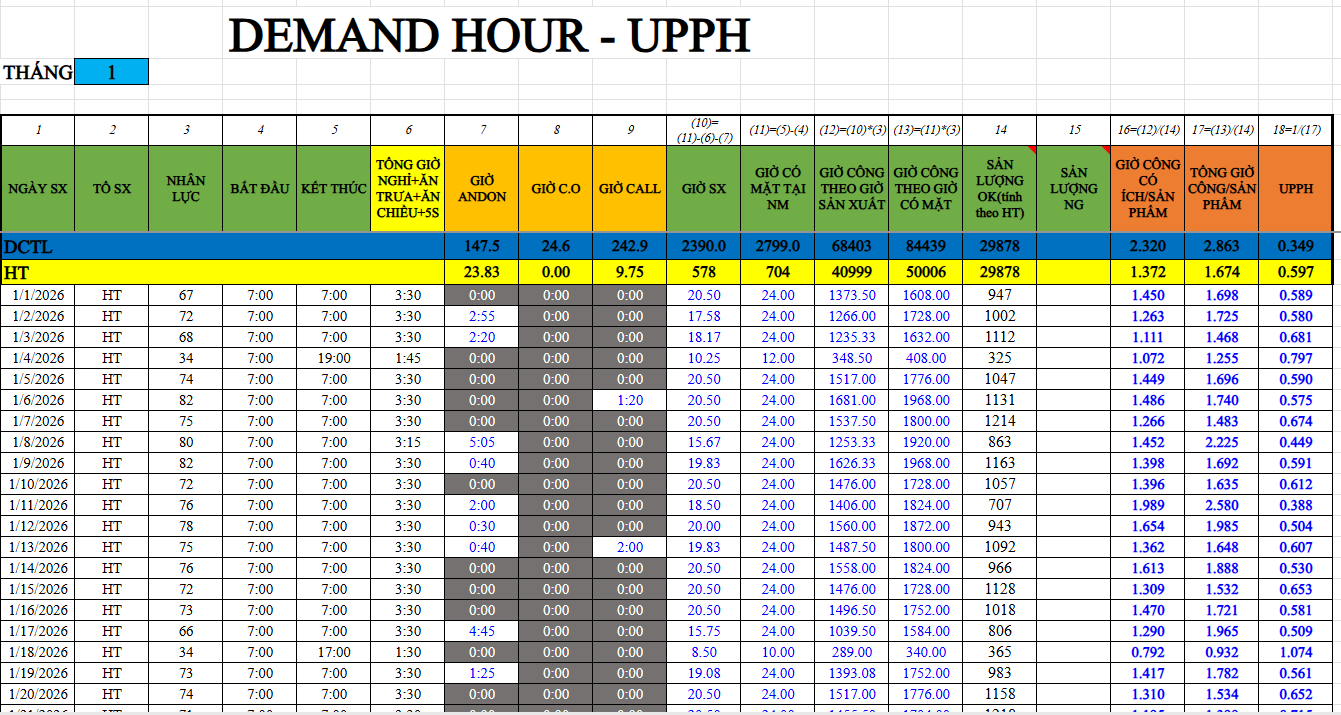 DEMAND HOUR - UPPH
THÁNG 1
1 2 3 4 5 6 7 8 9 (10)=(11)-(6)-(7) (11)=(5)-(4) (12)=(10)*(3) (13)=(11)*(3) 14 15 16=(12)/(14) 17=(13)/(14) 18=1/(17)
NGÀY SX TỔ SX NHÂN LỰC BẮT ĐẦU KẾT THÚC TỔNG GIỜ NGHỈ+ĂN TRƯA+ĂN CHIỀU+5S GIỜ ANDON GIỜ C.O GIỜ CALL GIỜ SX GIỜ CÓ MẶT TẠI NM GIỜ CÔNG THEO GIỜ SẢN XUẤT GIỜ CÔNG THEO GIỜ CÓ MẶT SẢN LƯỢNG OK(tính theo HT) SẢN LƯỢNG NG GIỜ CÔNG CÓ ÍCH/SẢN PHẨM TỔNG GIỜ CÔNG/SẢN PHẨM UPPH
DCTL 147.5 24.6 242.9 2390.0 2799.0 68403 84439 29878 2.320 2.863 0.349
HT 23.83 0.00 9.75 578 704 40999 50006 29878 1.372 1.674 0.597
1/1/2026 HT 67 7:00 7:00 3:30 0:00 0:00 0:00 20.50 24.00 1373.50 1608.00 947 1.450 1.698 0.589
1/2/2026 HT 72 7:00 7:00 3:30 2:55 0:00 0:00 17.58 24.00 1266.00 1728.00 1002 1.263 1.725 0.580
1/3/2026 HT 68 7:00 7:00 3:30 2:20 0:00 0:00 18.17 24.00 1235.33 1632.00 1112 1.111 1.468 0.681
1/4/2026 HT 34 7:00 19:00 1:45 0:00 0:00 0:00 10.25 12.00 348.50 408.00 325 1.072 1.255 0.797
1/5/2026 HT 74 7:00 7:00 3:30 0:00 0:00 0:00 20.50 24.00 1517.00 1776.00 1047 1.449 1.696 0.590
1/6/2026 HT 82 7:00 7:00 3:30 0:00 0:00 1:20 20.50 24.00 1681.00 1968.00 1131 1.486 1.740 0.575
1/7/2026 HT 75 7:00 7:00 3:30 0:00 0:00 0:00 20.50 24.00 1537.50 1800.00 1214 1.266 1.483 0.674
1/8/2026 HT 80 7:00 7:00 3:15 5:05 0:00 0:00 15.67 24.00 1253.33 1920.00 863 1.452 2.225 0.449
1/9/2026 HT 82 7:00 7:00 3:30 0:40 0:00 0:00 19.83 24.00 1626.33 1968.00 1163 1.398 1.692 0.591
1/10/2026 HT 72 7:00 7:00 3:30 0:00 0:00 0:00 20.50 24.00 1476.00 1728.00 1057 1.396 1.635 0.612
1/11/2026 HT 76 7:00 7:00 3:30 2:00 0:00 0:00 18.50 24.00 1406.00 1824.00 707 1.989 2.580 0.388
1/12/2026 HT 78 7:00 7:00 3:30 0:30 0:00 0:00 20.00 24.00 1560.00 1872.00 943 1.654 1.985 0.504
1/13/2026 HT 75 7:00 7:00 3:30 0:40 0:00 2:00 19.83 24.00 1487.50 1800.00 1092 1.362 1.648 0.607
1/14/2026 HT 76 7:00 7:00 3:30 0:00 0:00 0:00 20.50 24.00 1558.00 1824.00 966 1.613 1.888 0.530
1/15/2026 HT 72 7:00 7:00 3:30 0:00 0:00 0:00 20.50 24.00 1476.00 1728.00 1128 1.309 1.532 0.653
1/16/2026 HT 73 7:00 7:00 3:30 0:00 0:00 0:00 20.50 24.00 1496.50 1752.00 1018 1.470 1.721 0.581
1/17/2026 HT 66 7:00 7:00 3:30 4:45 0:00 0:00 15.75 24.00 1039.50 1584.00 806 1.290 1.965 0.509
1/18/2026 HT 34 7:00 17:00 1:30 0:00 0:00 0:00 8.50 10.00 289.00 340.00 365 0.792 0.932 1.074
1/19/2026 HT 73 7:00 7:00 3:30 1:25 0:00 0:00 19.08 24.00 1393.08 1752.00 983 1.417 1.782 0.561
1/20/2026 HT 74 7:00 7:00 3:30 0:00 0:00 0:00 20.50 24.00 1517.00 1776.00 1158 1.310 1.534 0.652